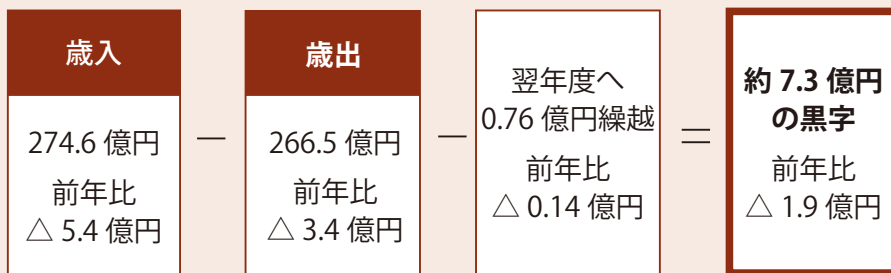 歳入
274.6 億円
前年比
△ 5.4 億円
－
歳出
266.5 億円
前年比
△ 3.4 億円
－
翌年度へ
0.76 億円繰越
前年比
△ 0.14 億円
＝
約 7.3 億円
の黒字
前年比
△ 1.9 億円